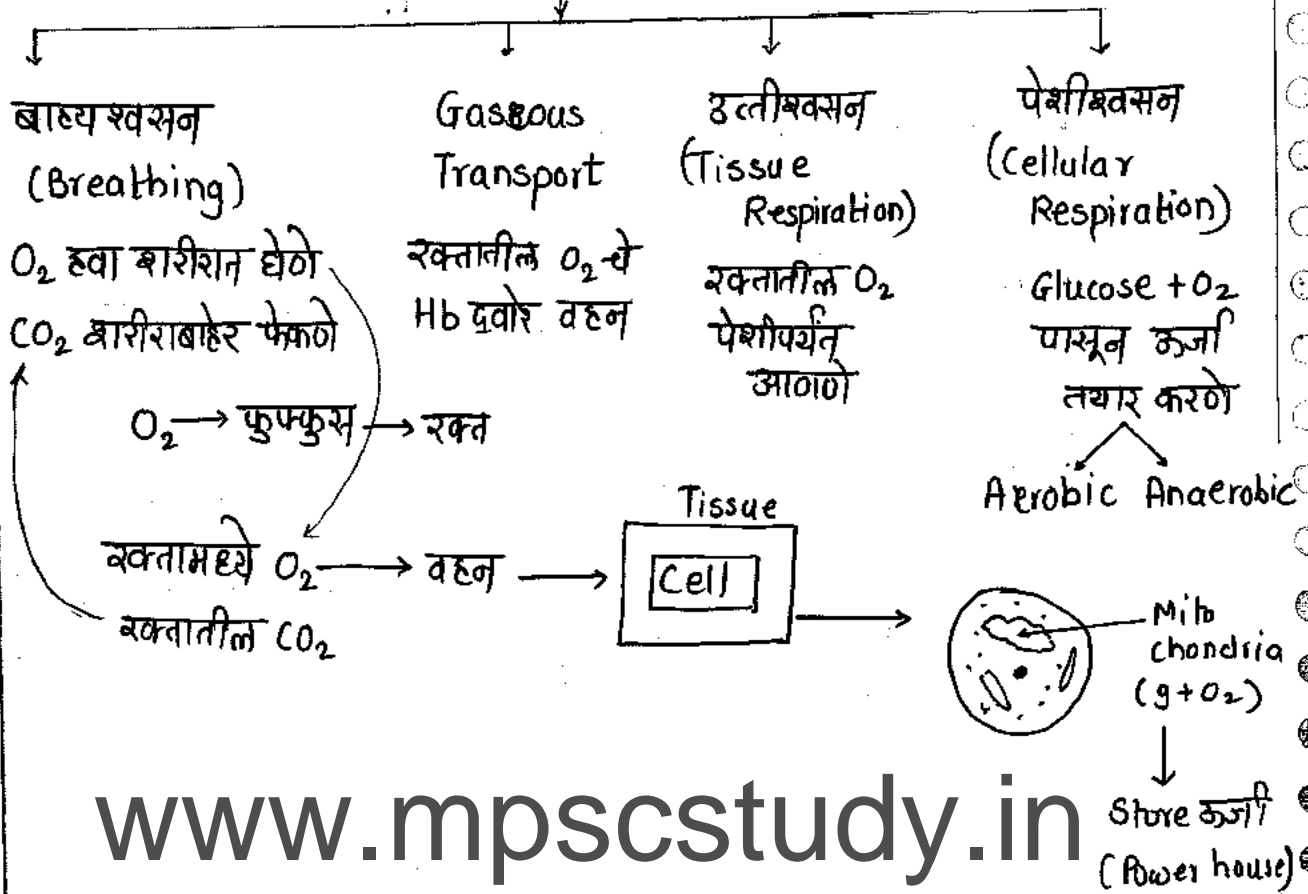 बाह्य श्वसन
(Breathing)
O₂ हवा शरीरात घेणे
CO₂ शरीराबाहेर फेकणे
Gaseous
Transport
रक्तातील O₂ चे
Hb द्वारे वहन
उत्तीश्वसन
(Tissue
Respiration)
रक्तातील O₂
पेशीपर्यंत
आणणे
पेशीश्वसन
(Cellular
Respiration)
Glucose + O₂
पासून ऊर्जा
तयार करणे
Aerobic Anaerobic
O₂ → फुफ्फुस → रक्त
रक्तामध्ये O₂ → वहन →
रक्तातील CO₂
Tissue
Cell
Mito
chondria
(g + O₂)
Store ऊर्जा
(Power house)
www.mpscstudy.in